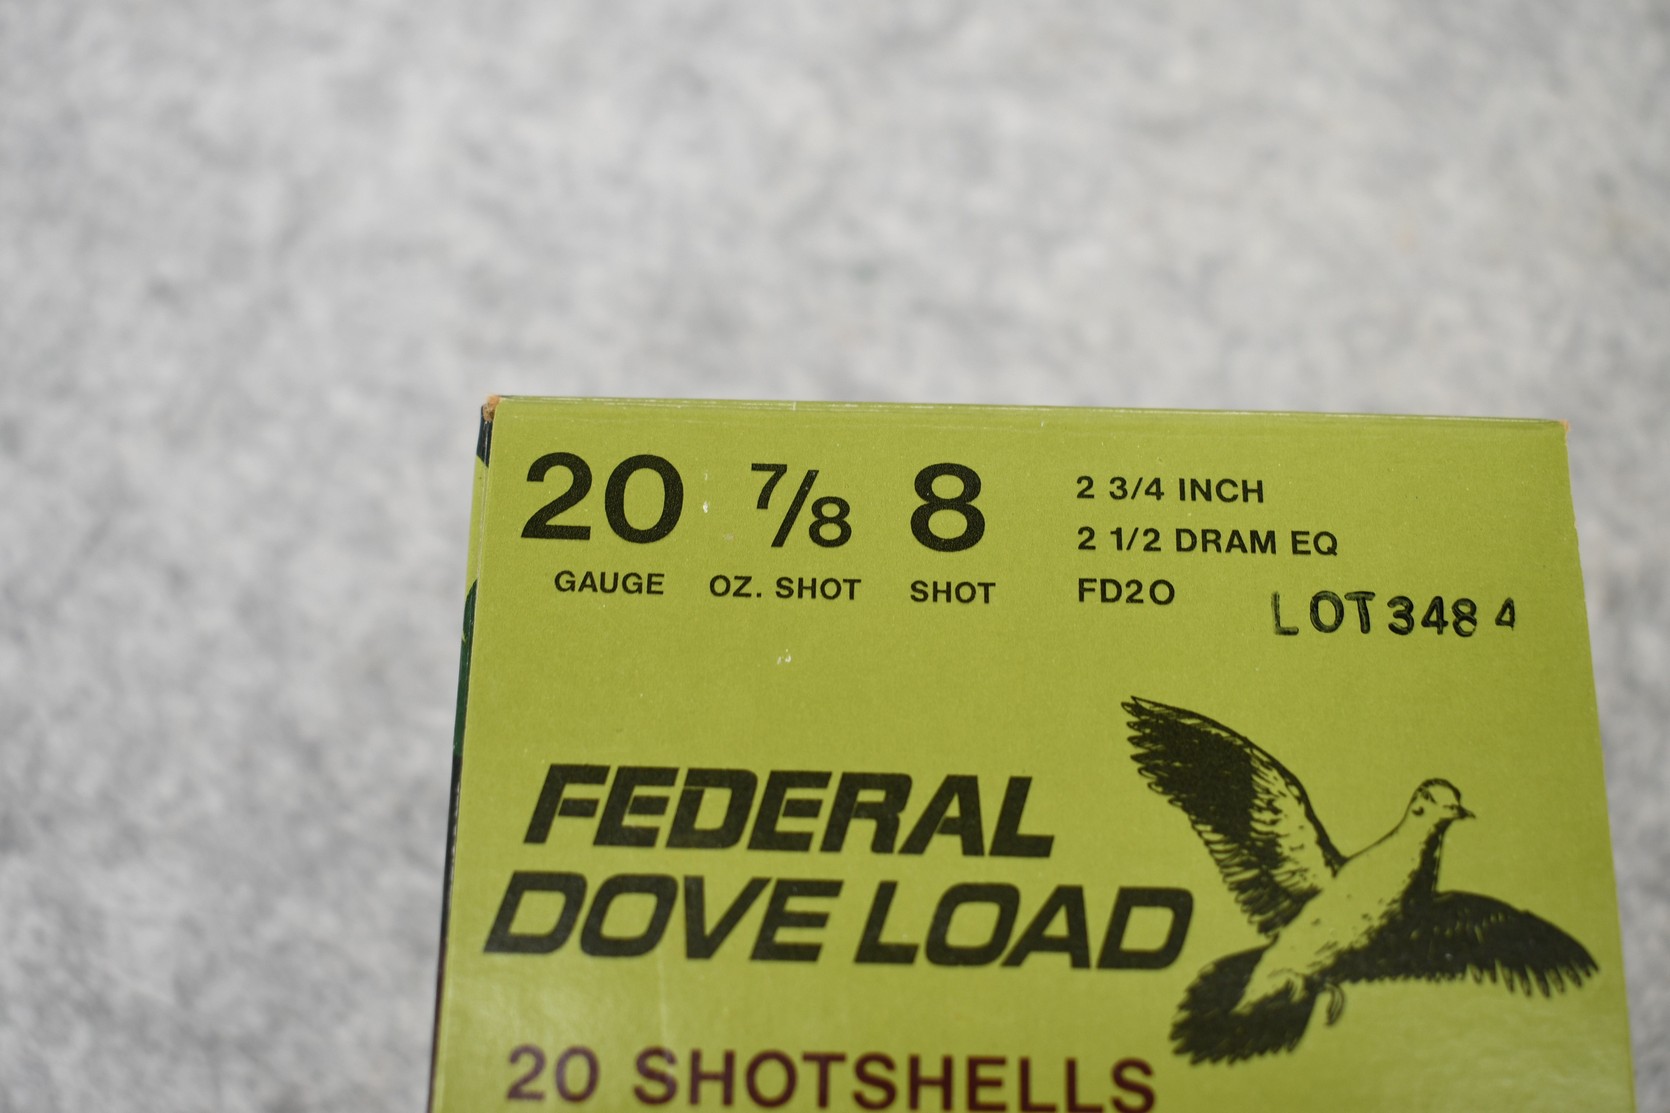 20 7/8 8
GAUGE OZ. SHOT SHOT
2 3/4 INCH
2 1/2 DRAM EQ
FD20
LOT 348 4
FEDERAL
DOVE LOAD
20 SHOTSHELLS